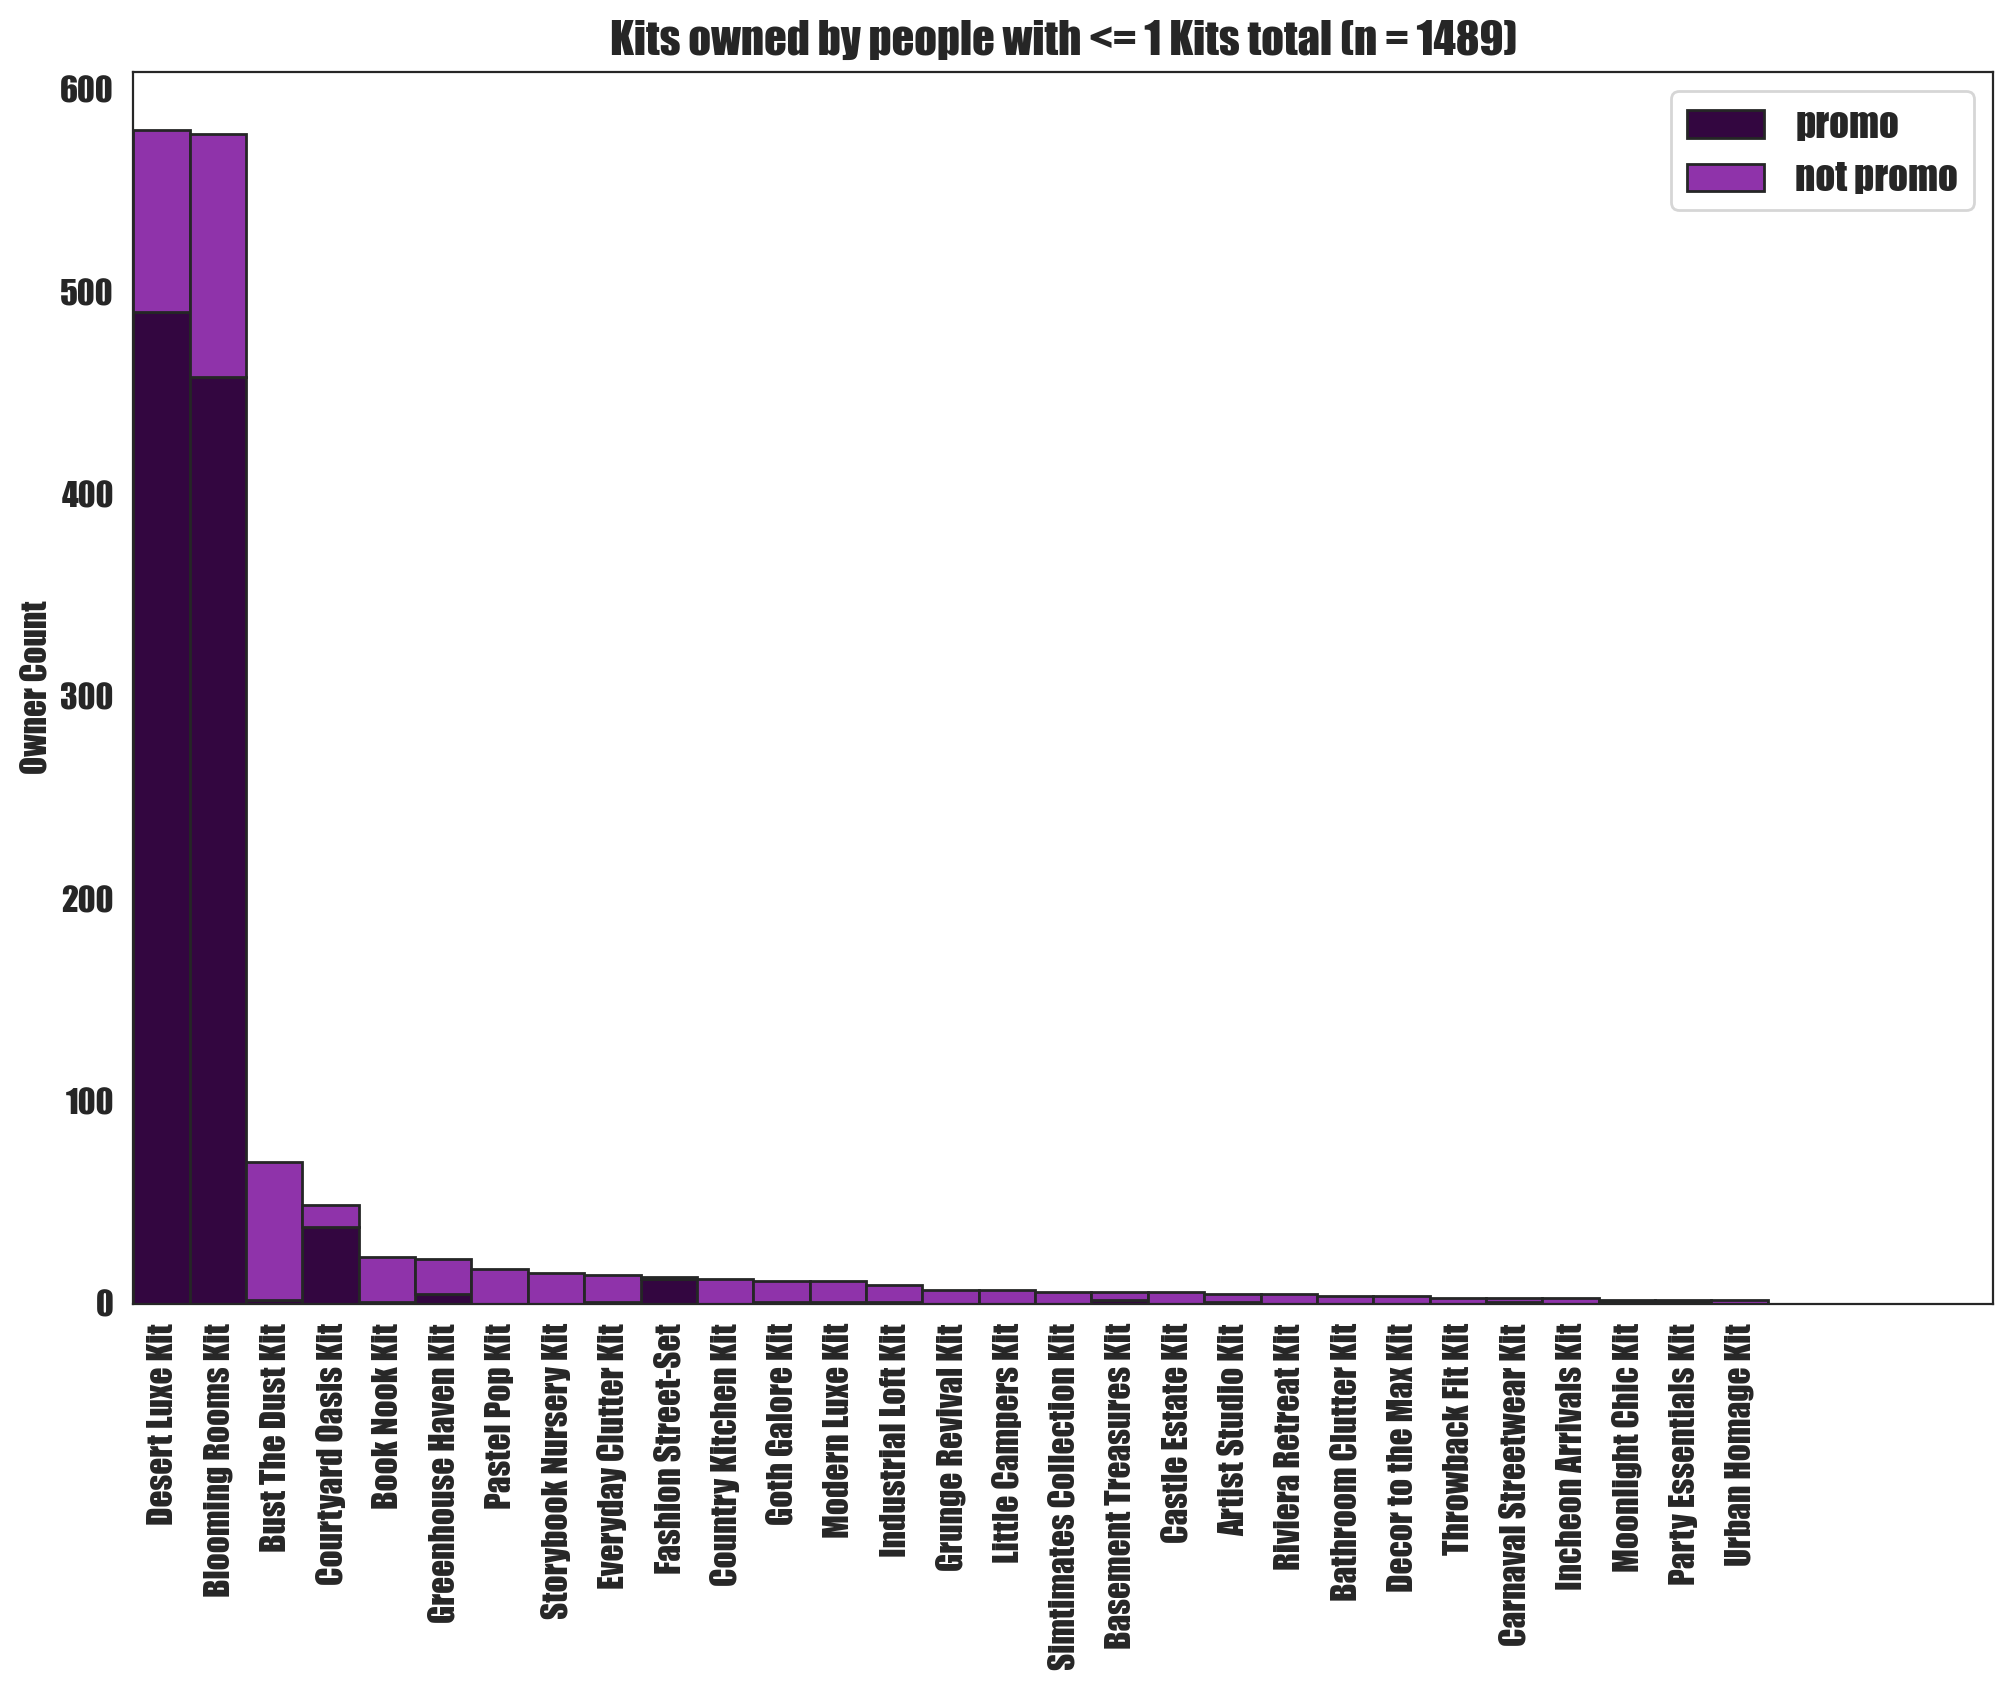 Kits owned by people with <= 1 Kits total (n = 1489)
promo
not promo
Owner Count
600
500
400
300
200
100
0
Desert Luxe Kit
Blooming Rooms Kit
Bust The Dust Kit
Courtyard Oasis Kit
Book Nook Kit
Greenhouse Haven Kit
Pastel Pop Kit
Storybook Nursery Kit
Everyday Clutter Kit
Fashion Street-Set
Country Kitchen Kit
Goth Galore Kit
Modern Luxe Kit
Industrial Loft Kit
Grunge Revival Kit
Little Campers Kit
Simtimates Collection Kit
Basement Treasures Kit
Castle Estate Kit
Artist Studio Kit
Riviera Retreat Kit
Bathroom Clutter Kit
Decor to the Max Kit
Throwback Fit Kit
Carnaval Streetwear Kit
Incheon Arrivals Kit
Moonlight Chic Kit
Party Essentials Kit
Urban Homage Kit